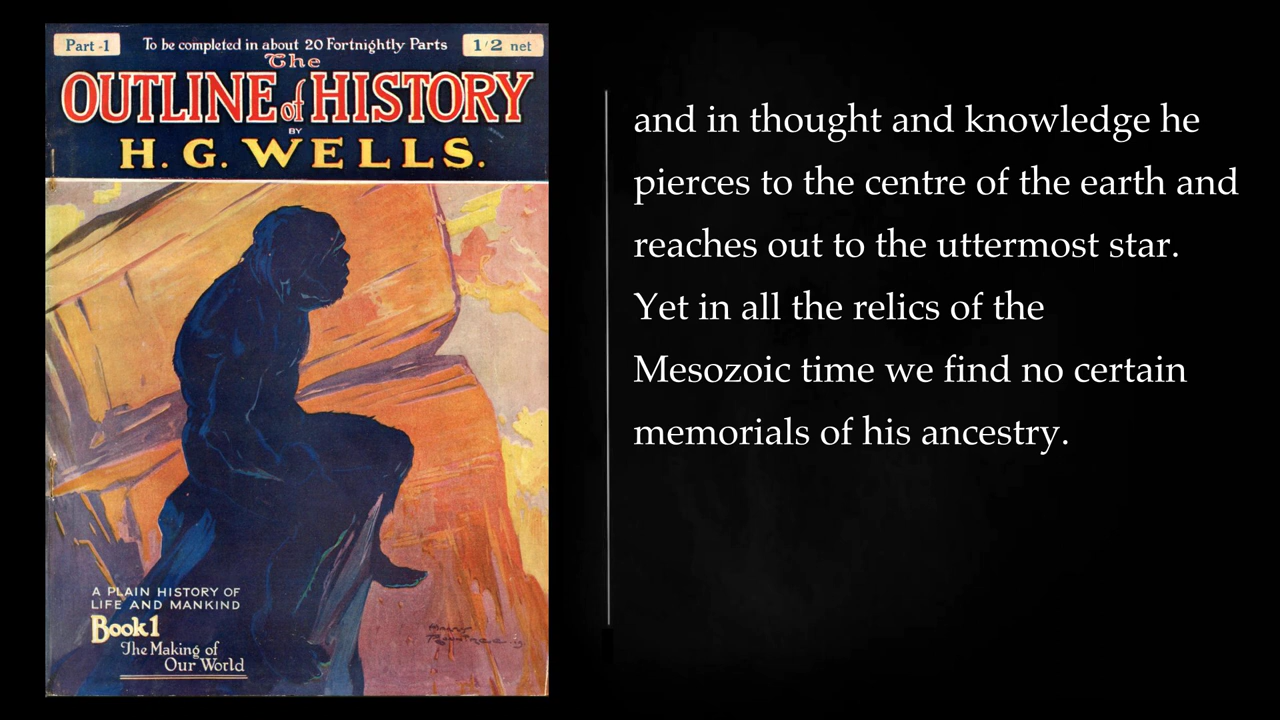 Part -1
To be completed in about 20 Fortnightly Parts
1/2 net
The
OUTLINE of HISTORY
BY
H. G. WELLS.
A PLAIN HISTORY OF
LIFE AND MANKIND
Book 1
The Making of
Our World
and in thought and knowledge he
pierces to the centre of the earth and
reaches out to the uttermost star.
Yet in all the relics of the
Mesozoic time we find no certain
memorials of his ancestry.